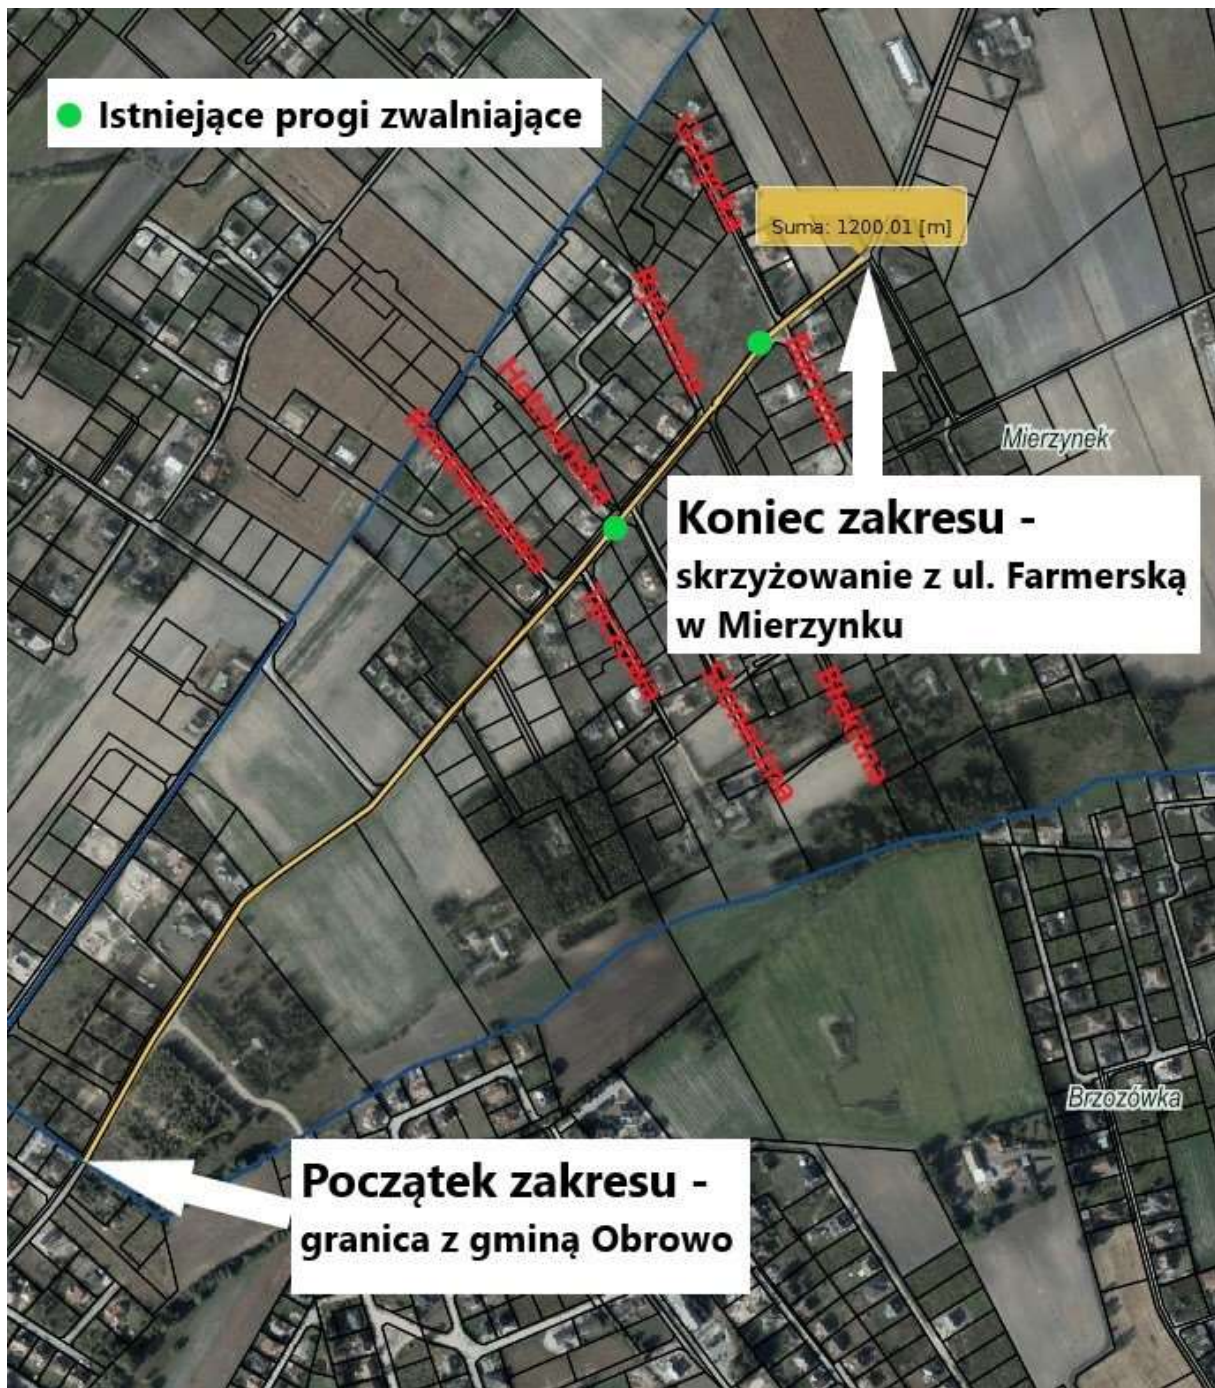 Istniejące progi zwalniające
Suma: 1200.01 [m]
Mierzynek
Koniec zakresu -
skrzyżowanie z ul. Farmerską
w Mierzynku
Błękitna
Brzozówka
Początek zakresu -
granica z gminą Obrowo